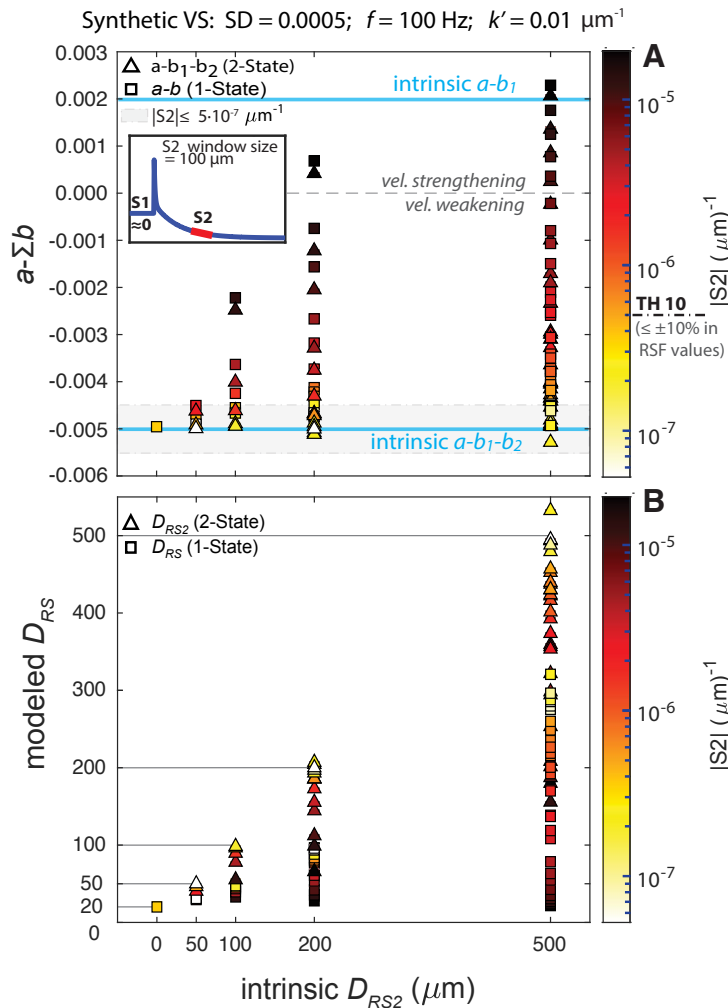 Synthetic VS: SD = 0.0005; f = 100 Hz; k' = 0.01 μm⁻¹
A
0.003
0.002
0.001
0.000
-0.001
-0.002
-0.003
-0.004
-0.005
-0.006
a-Σb
a-b₁-b₂ (2-State)
a-b (1-State)
|S2|≤ 5·10⁻⁷ μm⁻¹
S2 window size
= 100 μm
S1
≈0
S2
intrinsic a-b₁
vel. strengthening
vel. weakening
intrinsic a-b₁-b₂
10⁻⁵
10⁻⁶
TH 10
(≤ ±10% in
RSF values)
10⁻⁷
|S2| (μm)⁻¹
B
D_RS2 (2-State)
D_RS (1-State)
500
400
300
200
100
50
20
0
modeled D_RS
10⁻⁵
10⁻⁶
10⁻⁷
|S2| (μm)⁻¹
0 50 100 200 500
intrinsic D_RS2 (μm)